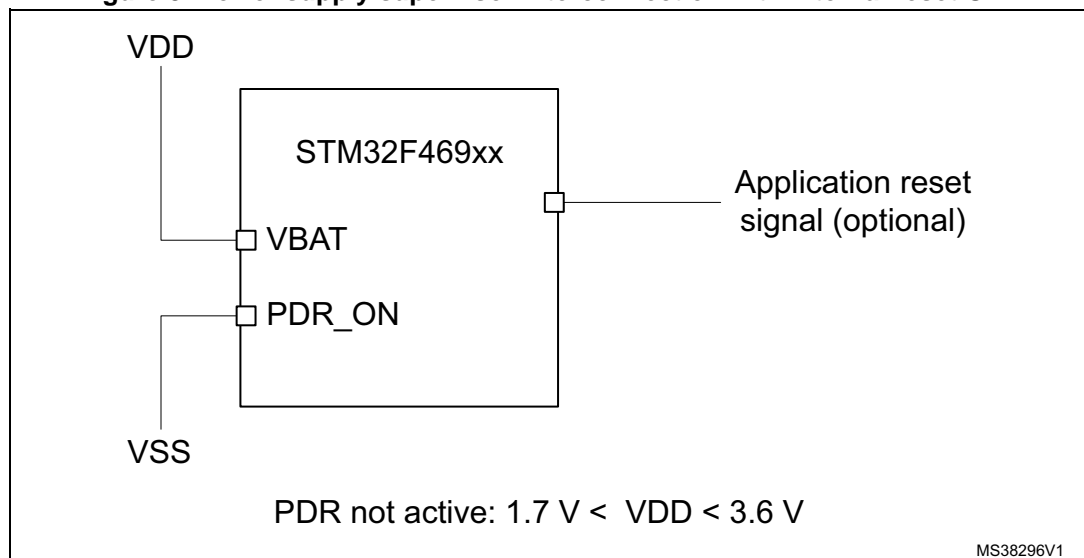 VDD
STM32F469xx
Application reset
signal (optional)
VBAT
PDR_ON
VSS
PDR not active: 1.7 V < VDD < 3.6 V
MS38296V1